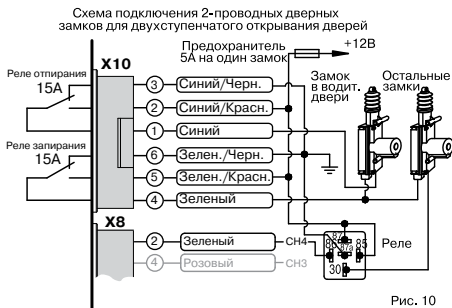 Схема подключения 2-проводных дверных
замков для двухступенчатого открывания дверей
Предохранитель
5А на один замок
+12В
X10
Реле отпирания
15А
Замок
в водит.
двери
Остальные
замки
3 Синий/Черн.
2 Синий/Красн.
1 Синий
Реле запирания
15А
6 Зелен./Черн.
5 Зелен./Красн.
4 Зеленый
X8
2 Зеленый CH4
4 Розовый CH3
87
86 87a 85
30
Реле
Рис. 10